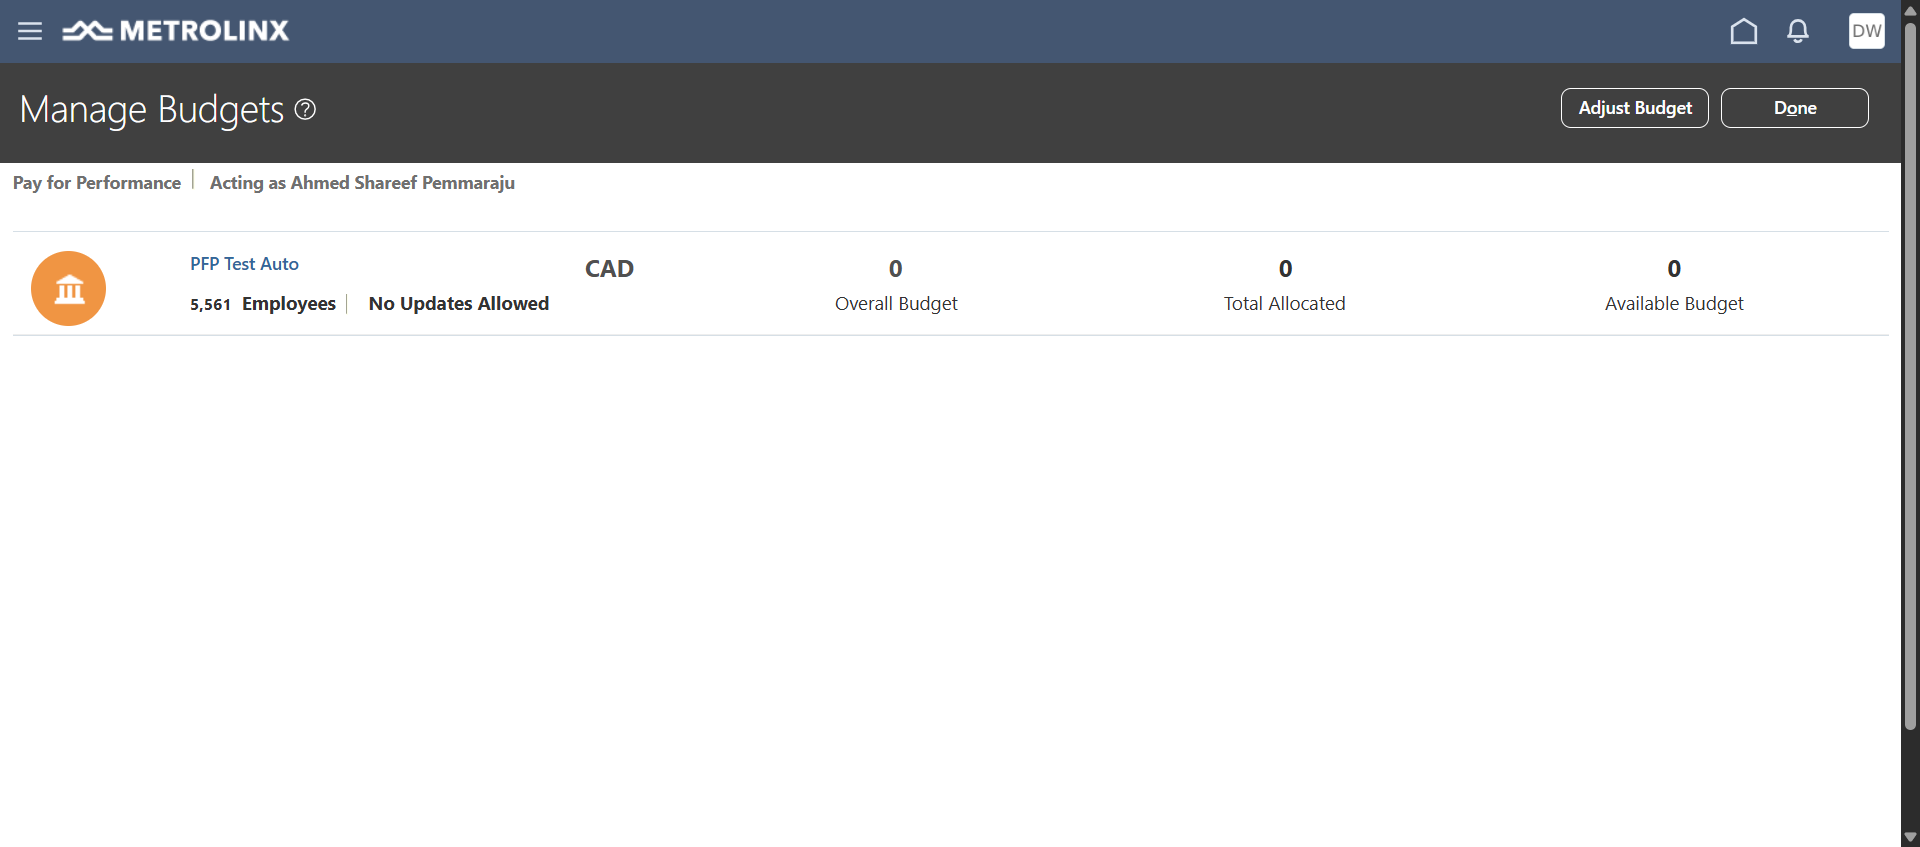 METROLINX
DW
Manage Budgets ?
Adjust Budget
Done
Pay for Performance
Acting as Ahmed Shareef Pemmaraju
PFP Test Auto
5,561 Employees
No Updates Allowed
CAD
0
Overall Budget
0
Total Allocated
0
Available Budget